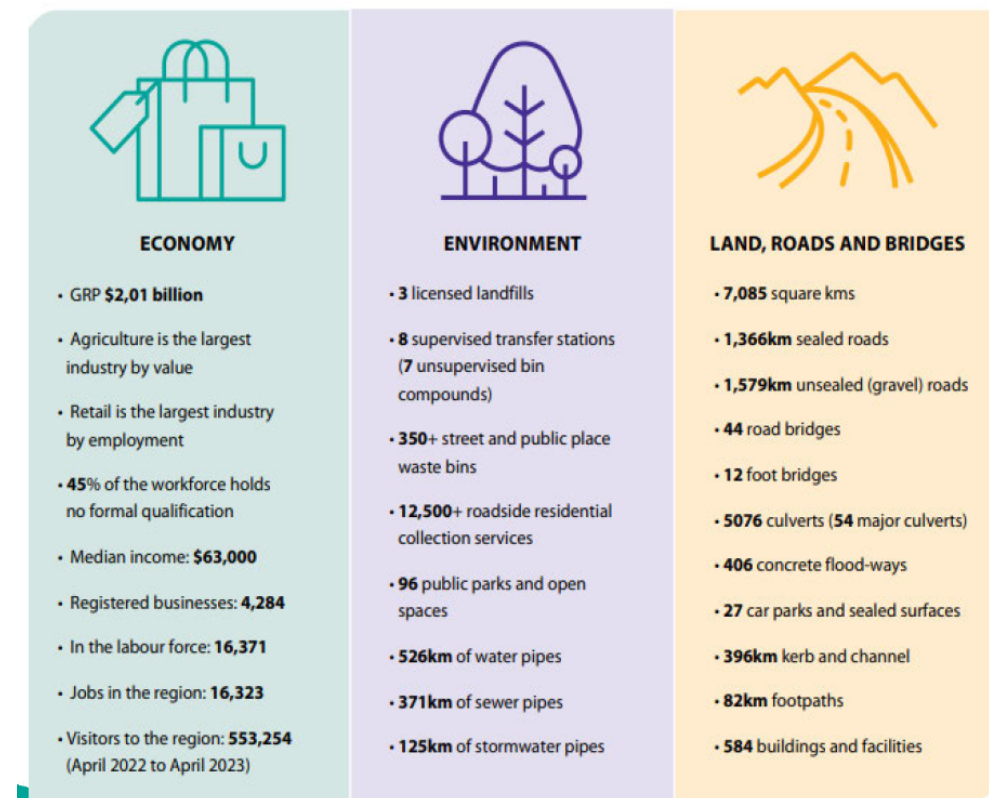 ECONOMY
• GRP $2,01 billion
• Agriculture is the largest
industry by value
• Retail is the largest industry
by employment
• 45% of the workforce holds
no formal qualification
• Median income: $63,000
• Registered businesses: 4,284
• In the labour force: 16,371
• Jobs in the region: 16,323
• Visitors to the region: 553,254
(April 2022 to April 2023)
ENVIRONMENT
• 3 licensed landfills
• 8 supervised transfer stations
(7 unsupervised bin
compounds)
• 350+ street and public place
waste bins
• 12,500+ roadside residential
collection services
• 96 public parks and open
spaces
• 526km of water pipes
• 371km of sewer pipes
• 125km of stormwater pipes
LAND, ROADS AND BRIDGES
• 7,085 square kms
• 1,366km sealed roads
• 1,579km unsealed (gravel) roads
• 44 road bridges
• 12 foot bridges
• 5076 culverts (54 major culverts)
• 406 concrete flood-ways
• 27 car parks and sealed surfaces
• 396km kerb and channel
• 82km footpaths
• 584 buildings and facilities